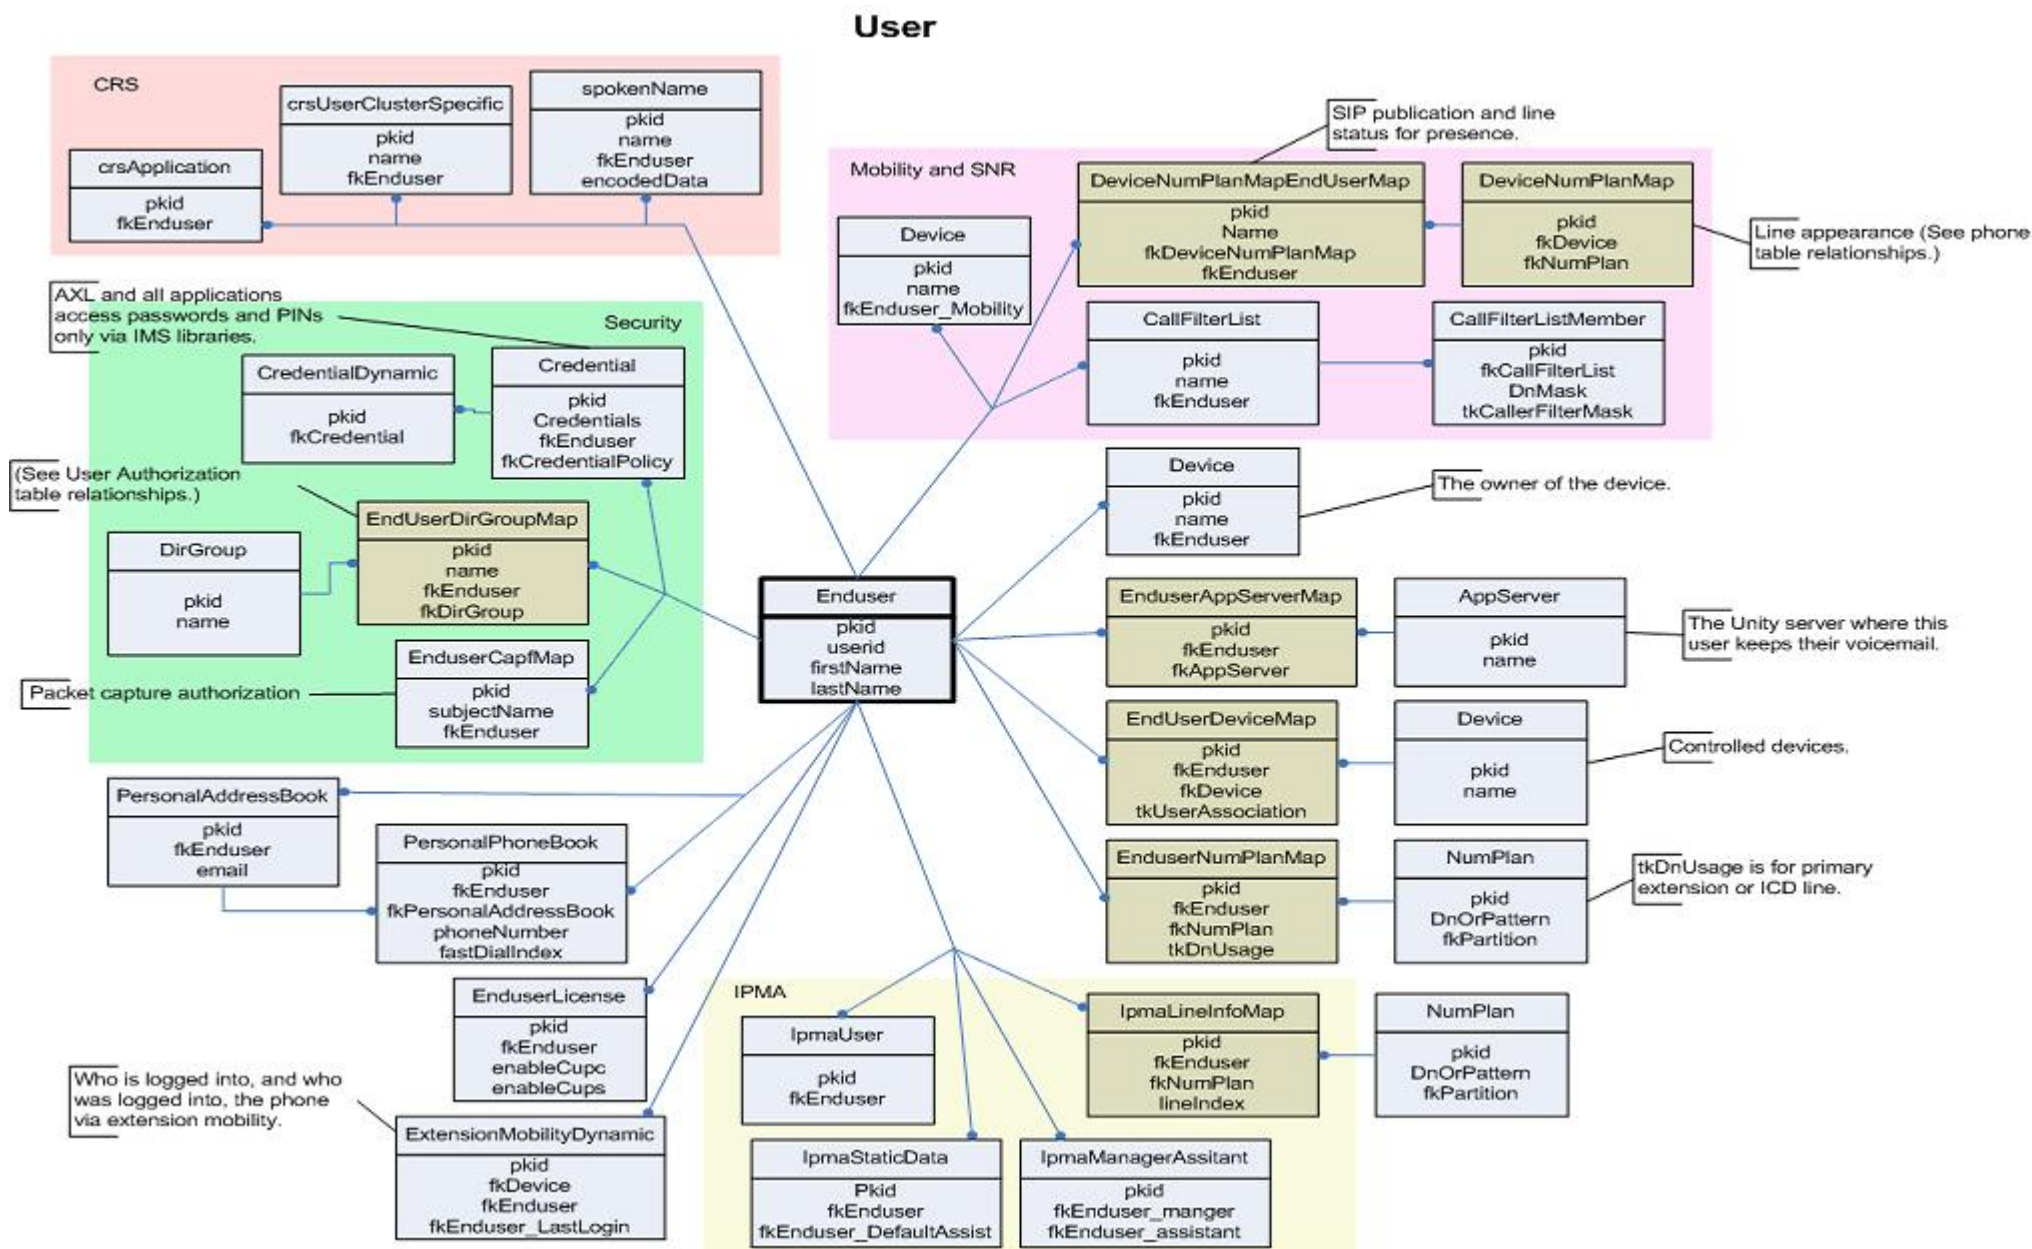 User
CRS
crsApplication
pkid
fkEnduser
crsUserClusterSpecific
pkid
name
fkEnduser
spokenName
pkid
name
fkEnduser
encodedData
SIP publication and line
status for presence.
Mobility and SNR
Device
pkid
name
fkEnduser_Mobility
DeviceNumPlanMapEndUserMap
pkid
Name
fkDeviceNumPlanMap
fkEnduser
DeviceNumPlanMap
pkid
fkDevice
fkNumPlan
Line appearance (See phone
table relationships.)
CallFilterList
pkid
name
fkEnduser
CallFilterListMember
pkid
fkCallFilterList
DnMask
tkCallerFilterMask
AXL and all applications
access passwords and PINs
only via IMS libraries.
Security
CredentialDynamic
pkid
fkCredential
Credential
pkid
Credentials
fkEnduser
fkCredentialPolicy
(See User Authorization
table relationships.)
DirGroup
pkid
name
EndUserDirGroupMap
pkid
name
fkEnduser
fkDirGroup
EnduserCapfMap
pkid
subjectName
fkEnduser
Packet capture authorization
Enduser
pkid
userid
firstName
lastName
Device
pkid
name
fkEnduser
The owner of the device.
EnduserAppServerMap
pkid
fkEnduser
fkAppServer
AppServer
pkid
name
The Unity server where this
user keeps their voicemail.
EndUserDeviceMap
pkid
fkEnduser
fkDevice
tkUserAssociation
Device
pkid
name
Controlled devices.
EnduserNumPlanMap
pkid
fkEnduser
fkNumPlan
tkDnUsage
NumPlan
pkid
DnOrPattern
fkPartition
tkDnUsage is for primary
extension or ICD line.
PersonalAddressBook
pkid
fkEnduser
email
PersonalPhoneBook
pkid
fkEnduser
fkPersonalAddressBook
phoneNumber
fastDialIndex
EnduserLicense
pkid
fkEnduser
enableCupc
enableCups
Who is logged into, and who
was logged into, the phone
via extension mobility.
ExtensionMobilityDynamic
pkid
fkDevice
fkEnduser
fkEnduser_LastLogin
IPMA
IpmaUser
pkid
fkEnduser
IpmaLineInfoMap
pkid
fkEnduser
fkNumPlan
lineIndex
NumPlan
pkid
DnOrPattern
fkPartition
IpmaStaticData
Pkid
fkEnduser
fkEnduser_DefaultAssist
IpmaManagerAssitant
pkid
fkEnduser_manger
fkEnduser_assistant